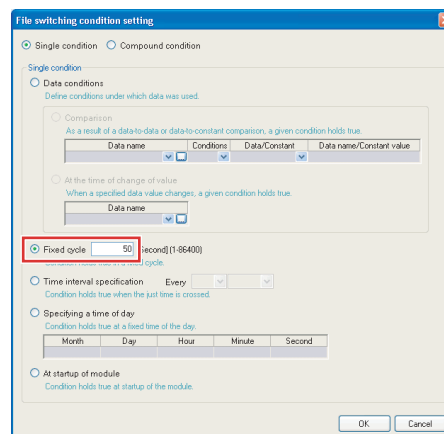 File switching condition setting
Single condition Compound condition
Single condition
Data conditions
Define conditions under which data was used.
Comparison
As a result of a data-to-data or data-to-constant comparison, a given condition holds true.
Data name Conditions Data/Constant Data name/Constant value
At the time of change of value
When a specified data value changes, a given condition holds true.
Data name
Fixed cycle 50 econd] (1-86400)
Time interval specification Every
Condition holds true when the just time is crossed.
Specifying a time of day
Condition holds true at a fixed time of the day.
Month Day Hour Minute Second
At startup of module
Condition holds true at startup of the module.
OK Cancel